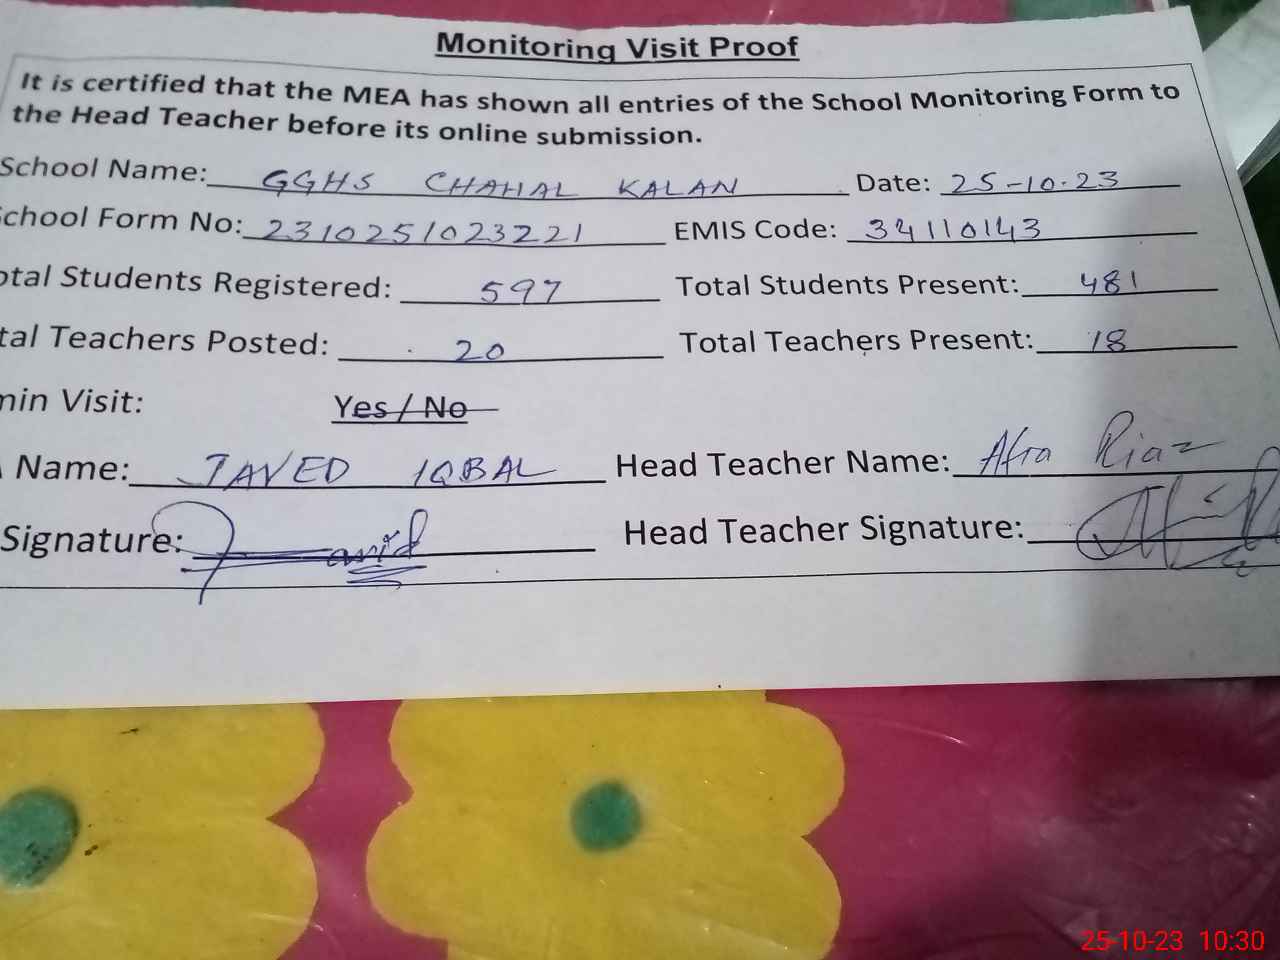 Monitoring Visit Proof
It is certified that the MEA has shown all entries of the School Monitoring Form to
the Head Teacher before its online submission.
School Name: GGHS CHAHAL KALAN Date: 25-10-23
School Form No: 2310251023221 EMIS Code: 34110143
otal Students Registered: 597 Total Students Present: 481
tal Teachers Posted: 20 Total Teachers Present: 18
min Visit: Yes / No
Name: JAVED IQBAL Head Teacher Name: Afra Riaz
Signature: Javid Head Teacher Signature:
25-10-23 10:30